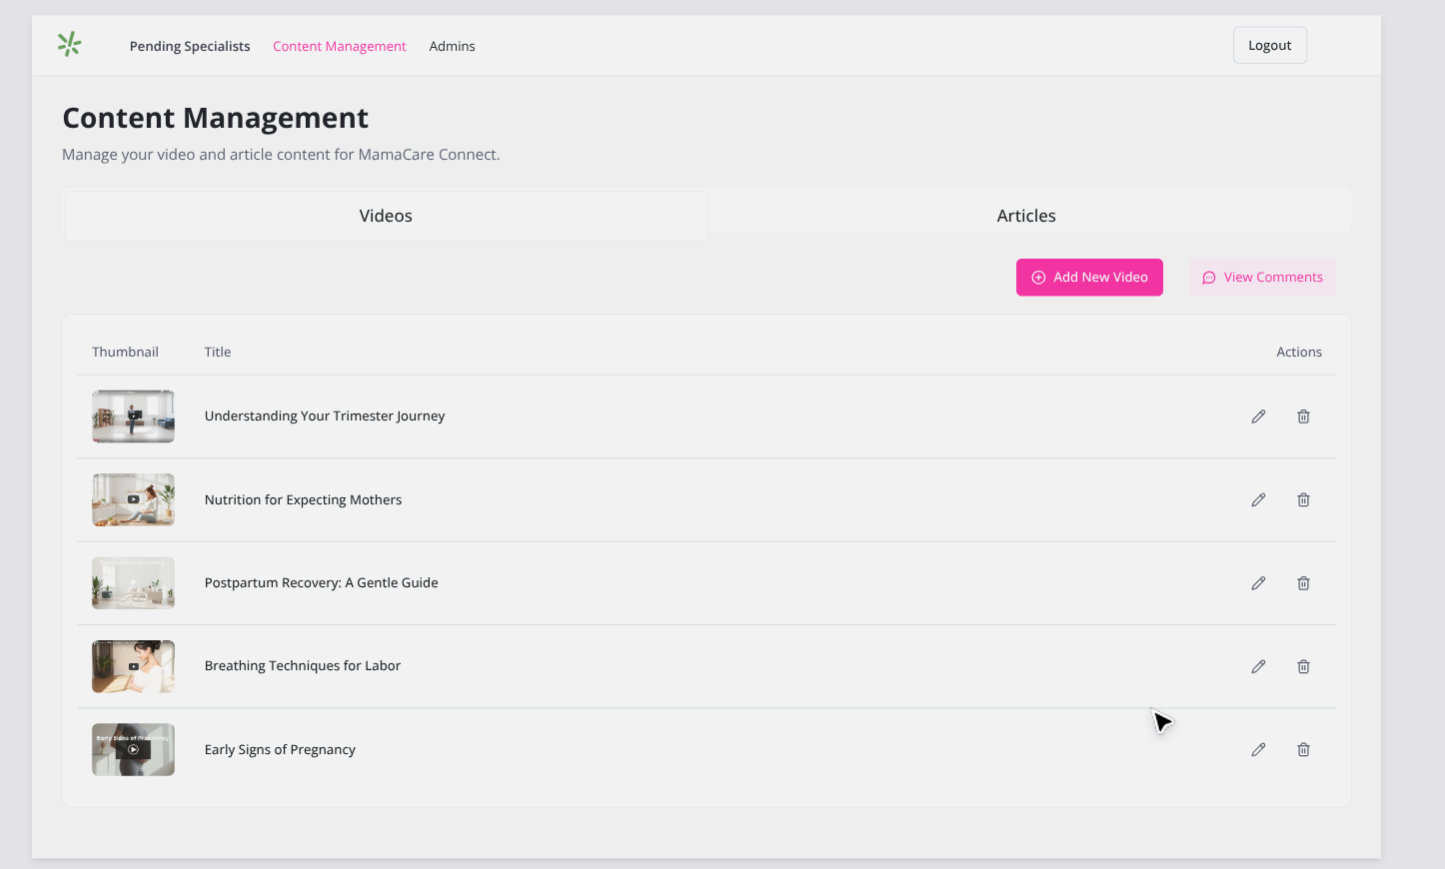 Pending Specialists Content Management Admins Logout
Content Management
Manage your video and article content for MamaCare Connect.
Videos Articles
Add New Video View Comments
Thumbnail Title Actions
Understanding Your Trimester Journey
Nutrition for Expecting Mothers
Postpartum Recovery: A Gentle Guide
Breathing Techniques for Labor
Early Signs of Pregnancy
Early Signs of Pregnancy